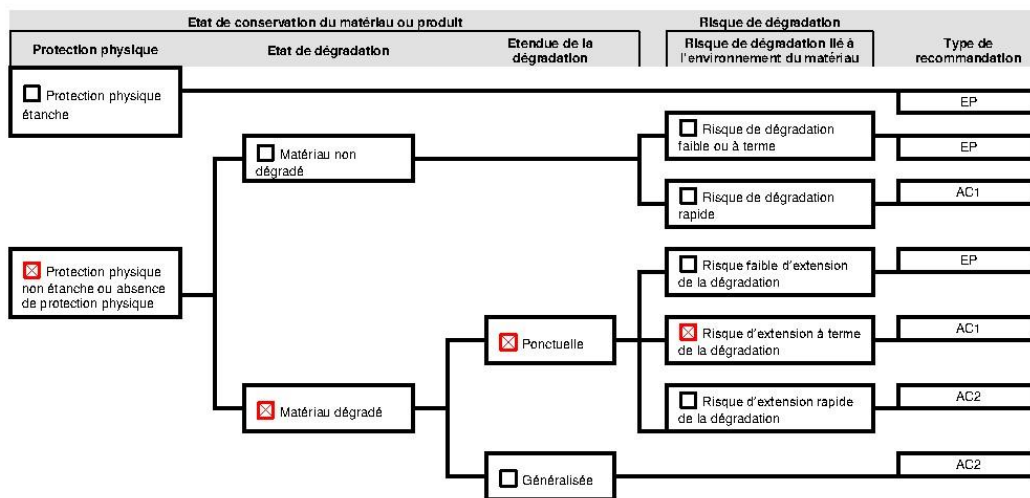 Etat de conservation du matériau ou produit
Risque de dégradation
Protection physique
Etat de dégradation
Etendue de la
dégradation
Risque de dégradation lié à
l'environnement du matériau
Type de
recommandation
Protection physique
étanche
EP
Matériau non
dégradé
Risque de dégradation
faible ou à terme
EP
Risque de dégradation
rapide
AC1
Protection physique
non étanche ou absence
de protection physique
Risque faible d'extension
de la dégradation
EP
Ponctuelle
Risque d'extension à terme
de la dégradation
AC1
Matériau dégradé
Risque d'extension rapide
de la dégradation
AC2
Généralisée
AC2